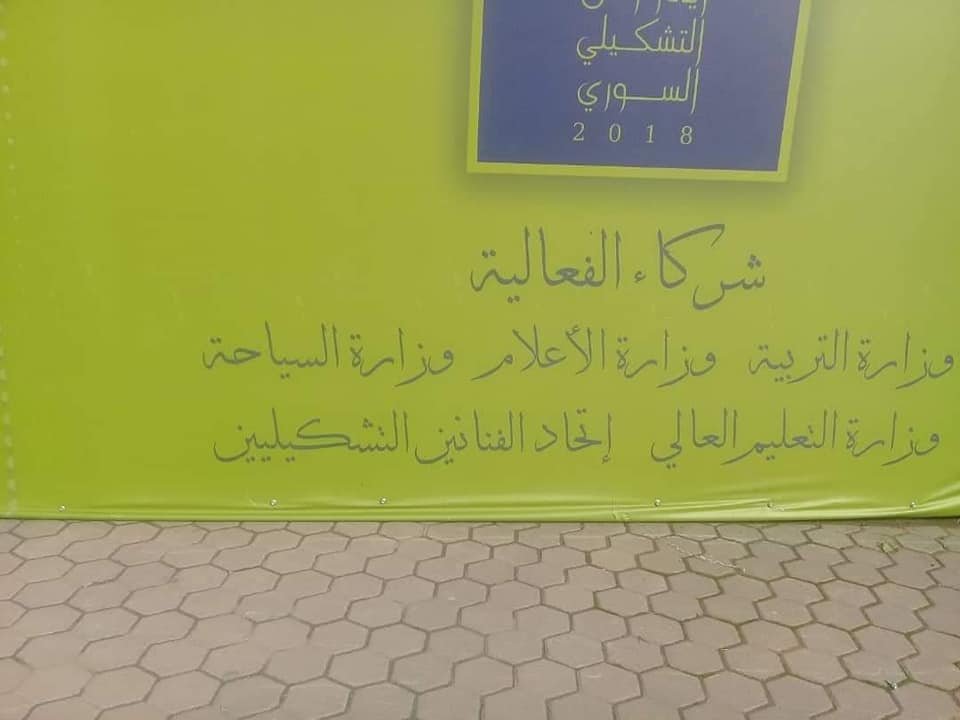 التشكيلي
السوري
2018
شركاء الفعالية
وزارة التربية وزارة الأعلام وزارة السياحة
وزارة التعليم العالي إتحاد الفنانين التشكيليين